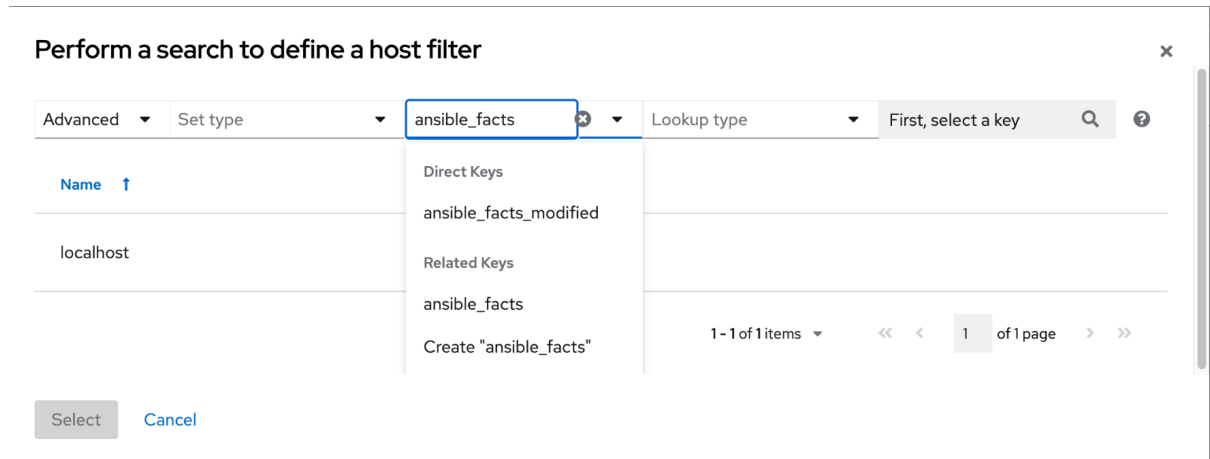 Perform a search to define a host filter
Advanced Set type ansible_facts Lookup type First, select a key
Direct Keys
Name
ansible_facts_modified
localhost
Related Keys
ansible_facts
1 - 1 of 1 items 1 of 1 page
Create "ansible_facts"
Select Cancel